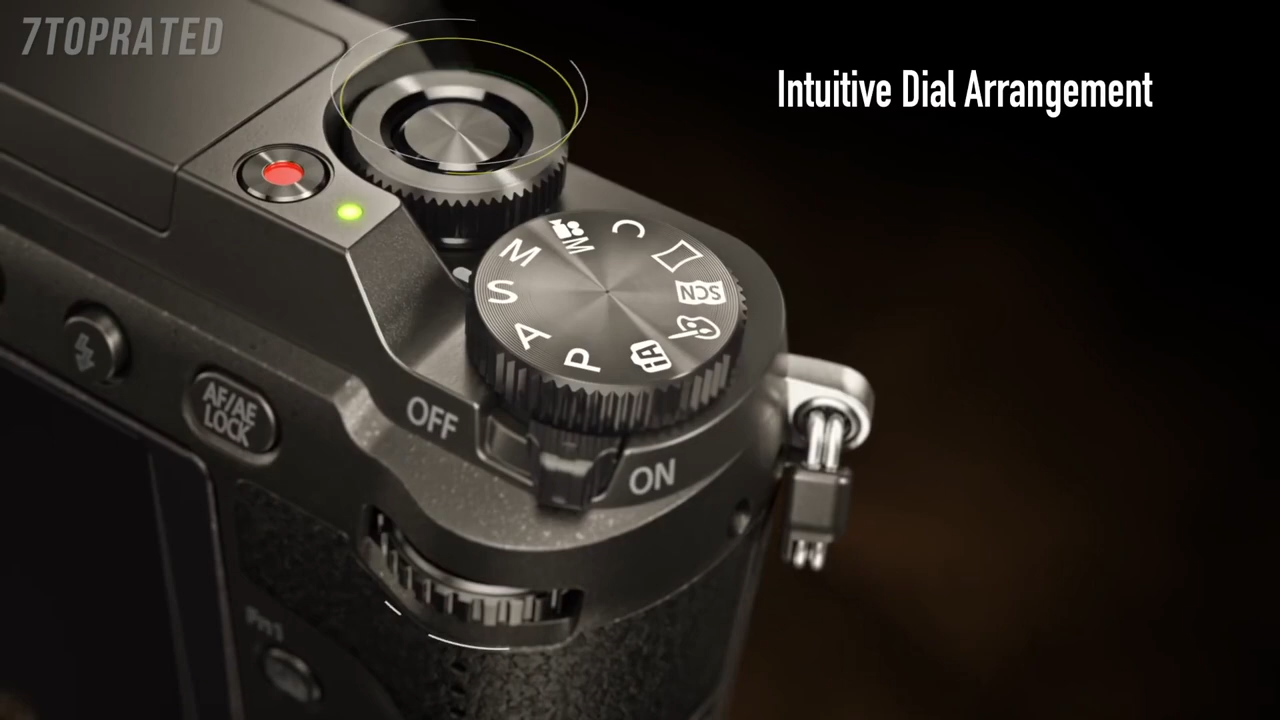 7TOPRATED
Intuitive Dial Arrangement
M
C
M
S
SCN
A
P
iA
AF/AE
LOCK
OFF
ON
Fn1